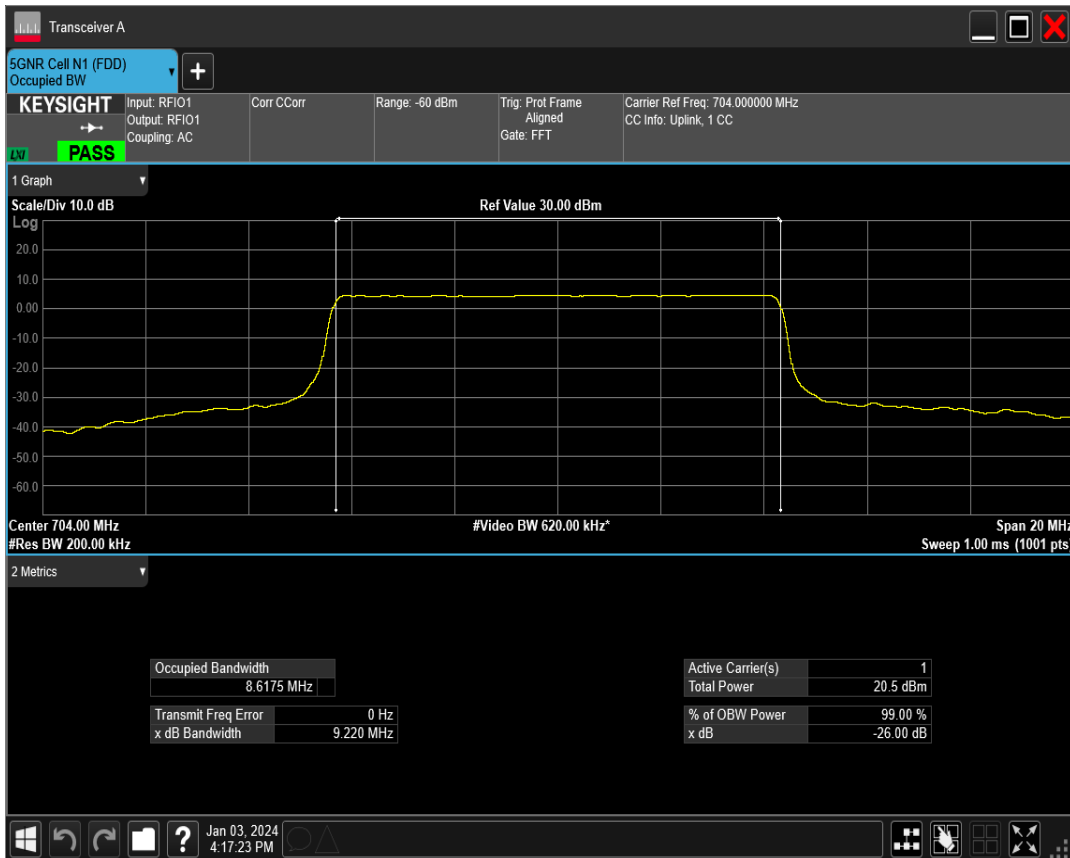 Transceiver A
5GNR Cell N1 (FDD)
Occupied BW
KEYSIGHT
LXI
PASS
Input: RFIO1
Output: RFIO1
Coupling: AC
Corr CCorr
Range: -60 dBm
Trig: Prot Frame
Aligned
Gate: FFT
Carrier Ref Freq: 704.000000 MHz
CC Info: Uplink, 1 CC
1 Graph
Scale/Div 10.0 dB
Ref Value 30.00 dBm
Log
20.0
10.0
0.00
-10.0
-20.0
-30.0
-40.0
-50.0
-60.0
Center 704.00 MHz
#Video BW 620.00 kHz*
Span 20 MHz
#Res BW 200.00 kHz
Sweep 1.00 ms (1001 pts)
2 Metrics
Occupied Bandwidth
8.6175 MHz
Transmit Freq Error 0 Hz
x dB Bandwidth 9.220 MHz
Active Carrier(s) 1
Total Power 20.5 dBm
% of OBW Power 99.00 %
x dB -26.00 dB
?
Jan 03, 2024
4:17:23 PM